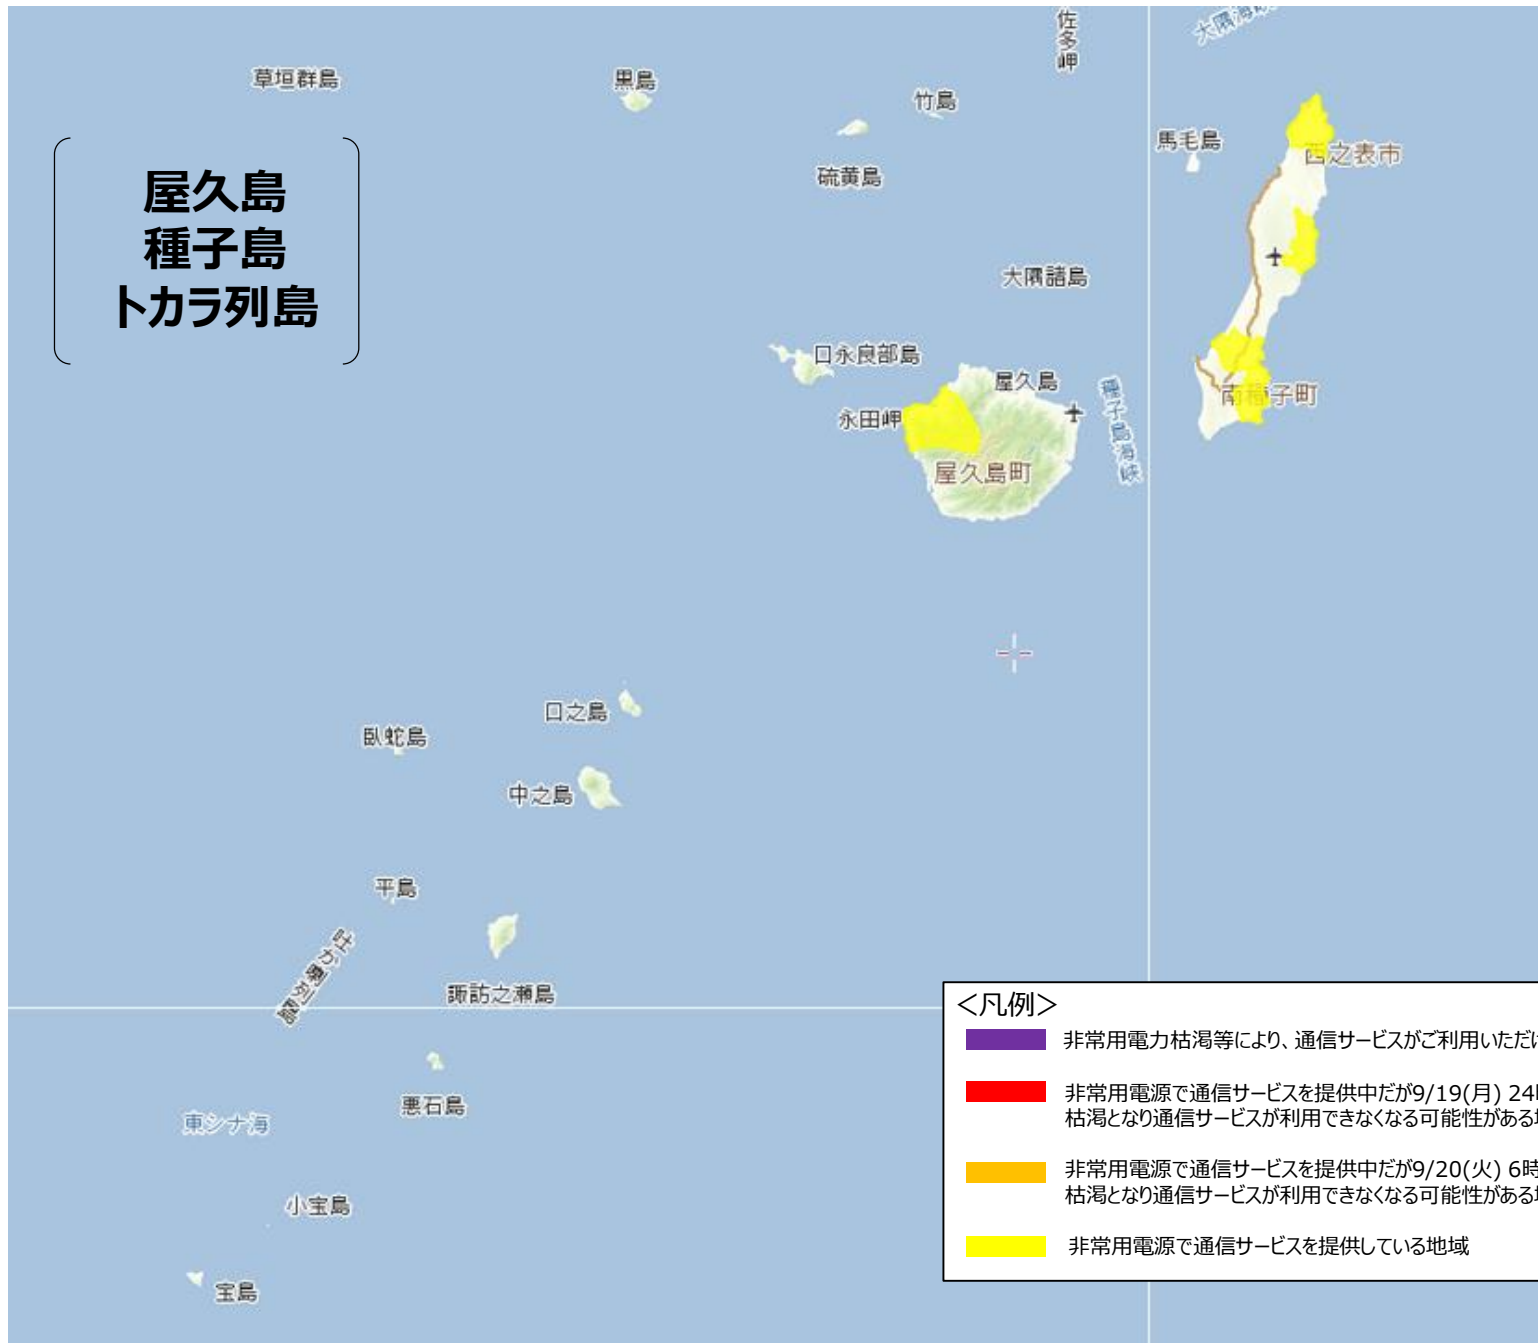 佐多岬
大隅海
草垣群島
黒島
竹島
馬毛島
西之表市
硫黄島
屋久島
種子島
トカラ列島
大隅諸島
口永良部島
屋久島
永田岬
種子島海峡
南種子町
屋久島町
口之島
臥蛇島
中之島
平島
吐か喇列島
諏訪之瀬島
悪石島
東シナ海
小宝島
宝島
<凡例>
非常用電力枯渇等により、通信サービスがご利用いただけ
非常用電源で通信サービスを提供中だが9/19(月) 24
枯渇となり通信サービスが利用できなくなる可能性がある
非常用電源で通信サービスを提供中だが9/20(火) 6時
枯渇となり通信サービスが利用できなくなる可能性がある
非常用電源で通信サービスを提供している地域